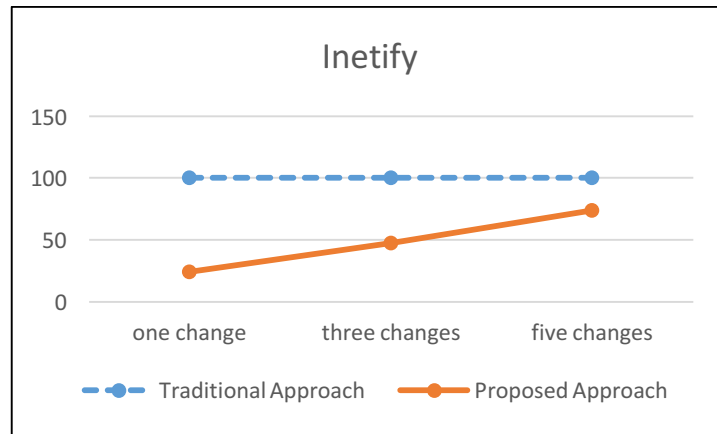 Inetify
150
100
50
0
one change three changes five changes
Traditional Approach Proposed Approach